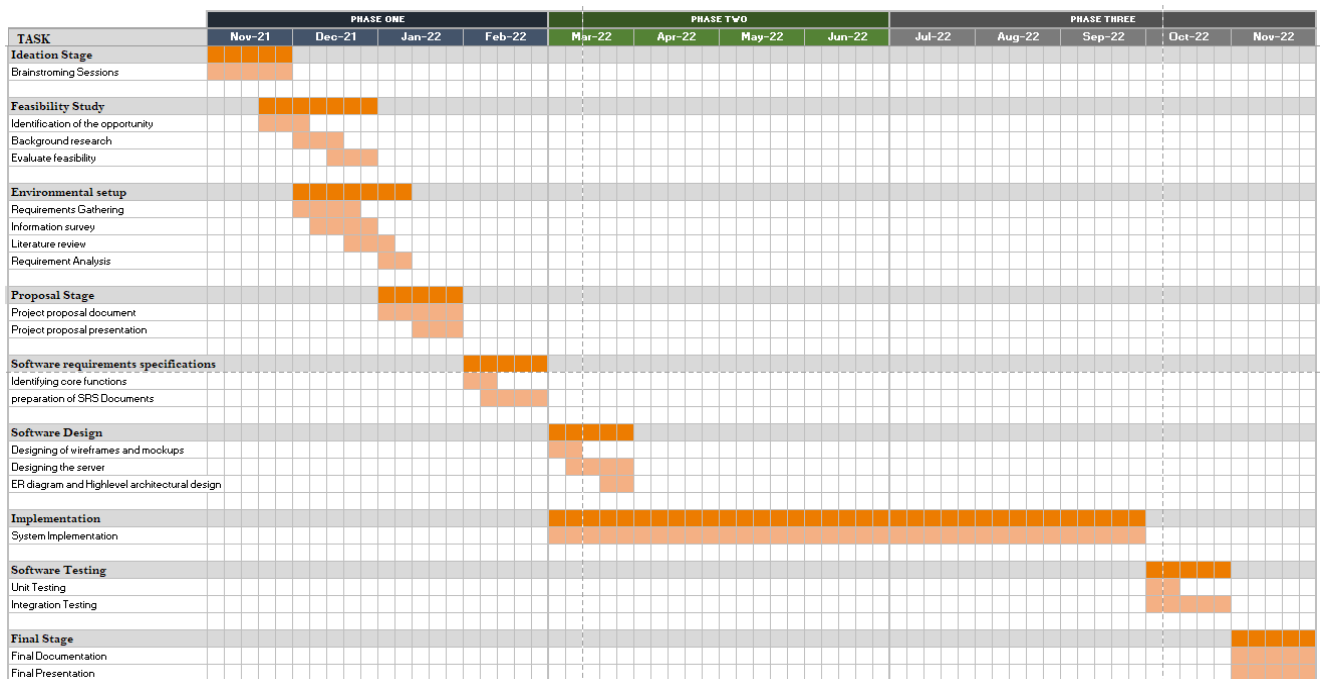 PHASE ONE PHASE TWO PHASE THREE
TASK Nov-21 Dec-21 Jan-22 Feb-22 Mar-22 Apr-22 May-22 Jun-22 Jul-22 Aug-22 Sep-22 Oct-22 Nov-22
Ideation Stage
Brainstroming Sessions
Feasibility Study
Identification of the opportunity
Background research
Evaluate feasibility
Environmental setup
Requirements Gathering
Information survey
Literature review
Requirement Analysis
Proposal Stage
Project proposal document
Project proposal presentation
Software requirements specifications
Identifying core functions
preparation of SRS Documents
Software Design
Designing of wireframes and mockups
Designing the server
ER diagram and Highlevel architectural design
Implementation
System Implementation
Software Testing
Unit Testing
Integration Testing
Final Stage
Final Documentation
Final Presentation